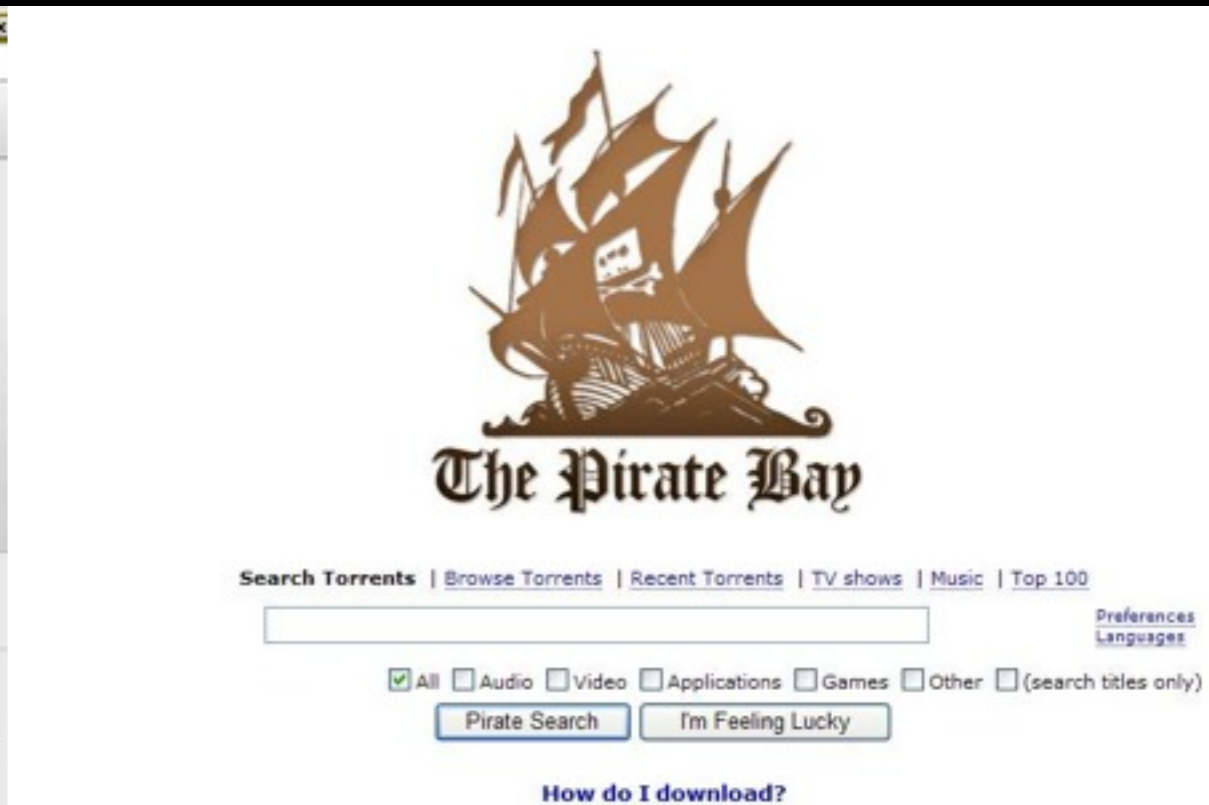 x
The Pirate Bay
Search Torrents | Browse Torrents | Recent Torrents | TV shows | Music | Top 100
Preferences
Languages
All Audio Video Applications Games Other (search titles only)
Pirate Search I'm Feeling Lucky
How do I download?